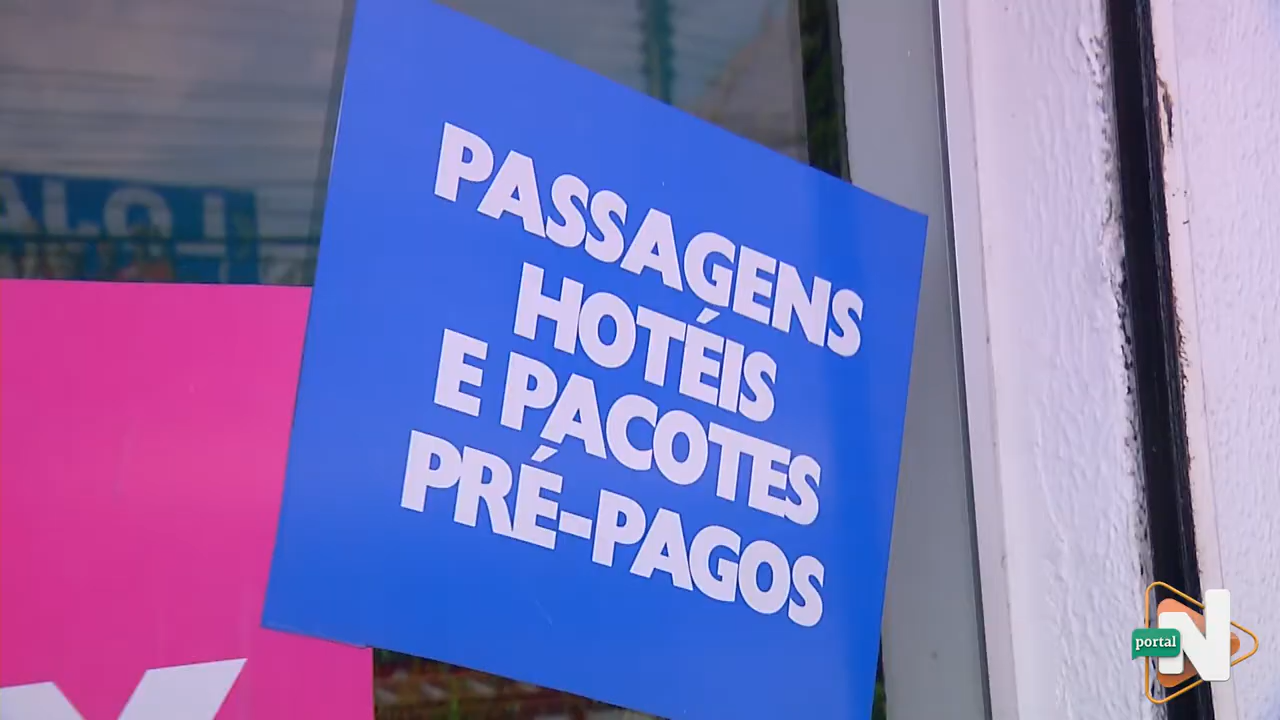 PASSAGENS
HOTÉIS
E PACOTES
PRÉ-PAGOS
portal
N